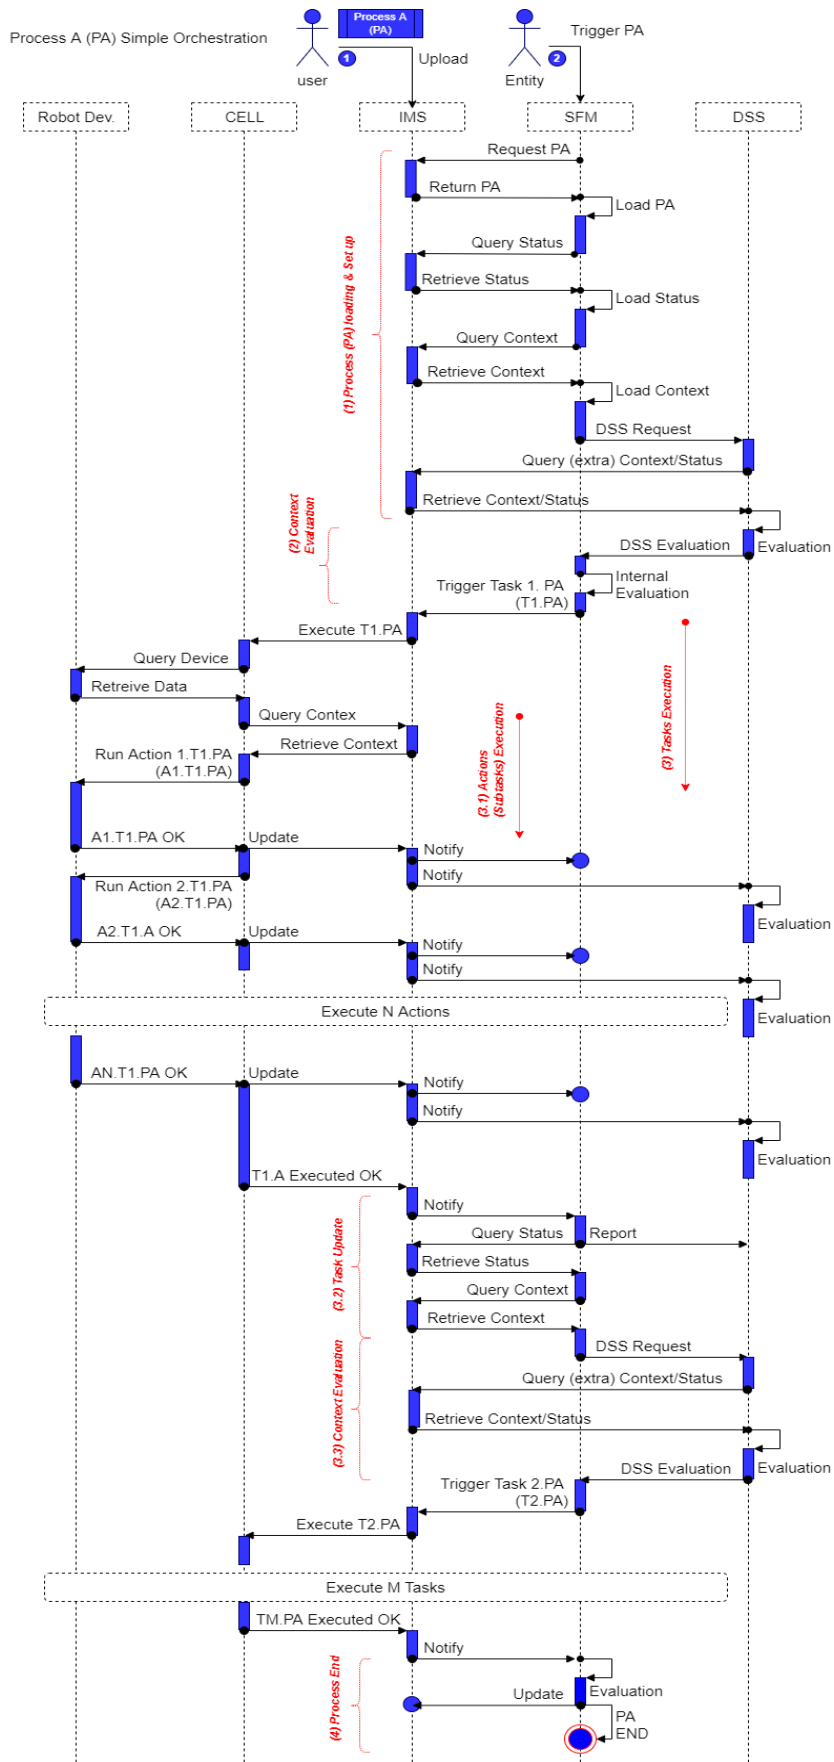 Process A
(PA)
Process A (PA) Simple Orchestration
1
2
Trigger PA
Upload
user
Entity
Robot Dev.
CELL
IMS
SFM
DSS
Request PA
Return PA
Load PA
Query Status
(1) Process (PA) loading & Set up
Retrieve Status
Load Status
Query Context
Retrieve Context
Load Context
DSS Request
Query (extra) Context/Status
Retrieve Context/Status
(2) Context
Evaluation
DSS Evaluation
Evaluation
Internal
Evaluation
Trigger Task 1. PA
(T1.PA)
Execute T1.PA
Query Device
Retreive Data
Query Contex
Retrieve Context
(3) Tasks Execution
(3.1) Actions
(Subtasks) Execution
Run Action 1.T1.PA
(A1.T1.PA)
A1.T1.PA OK
Update
Notify
Notify
Run Action 2.T1.PA
(A2.T1.PA)
Evaluation
A2.T1.A OK
Update
Notify
Notify
Execute N Actions
Evaluation
AN.T1.PA OK
Update
Notify
Notify
Evaluation
T1.A Executed OK
Notify
Query Status
Report
(3.2) Task Update
Retrieve Status
Query Context
Retrieve Context
DSS Request
(3.3) Context Evaluation
Query (extra) Context/Status
Retrieve Context/Status
DSS Evaluation
Evaluation
Trigger Task 2.PA
(T2.PA)
Execute T2.PA
Execute M Tasks
TM.PA Executed OK
Notify
(4) Process End
Evaluation
Update
PA
END